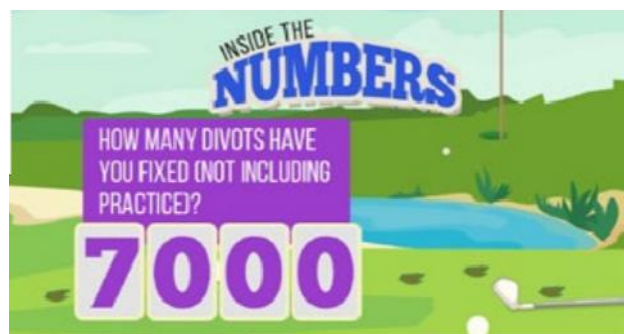 INSIDE THE
NUMBERS
HOW MANY DIVOTS HAVE
YOU FIXED (NOT INCLUDING
PRACTICE)?
7000